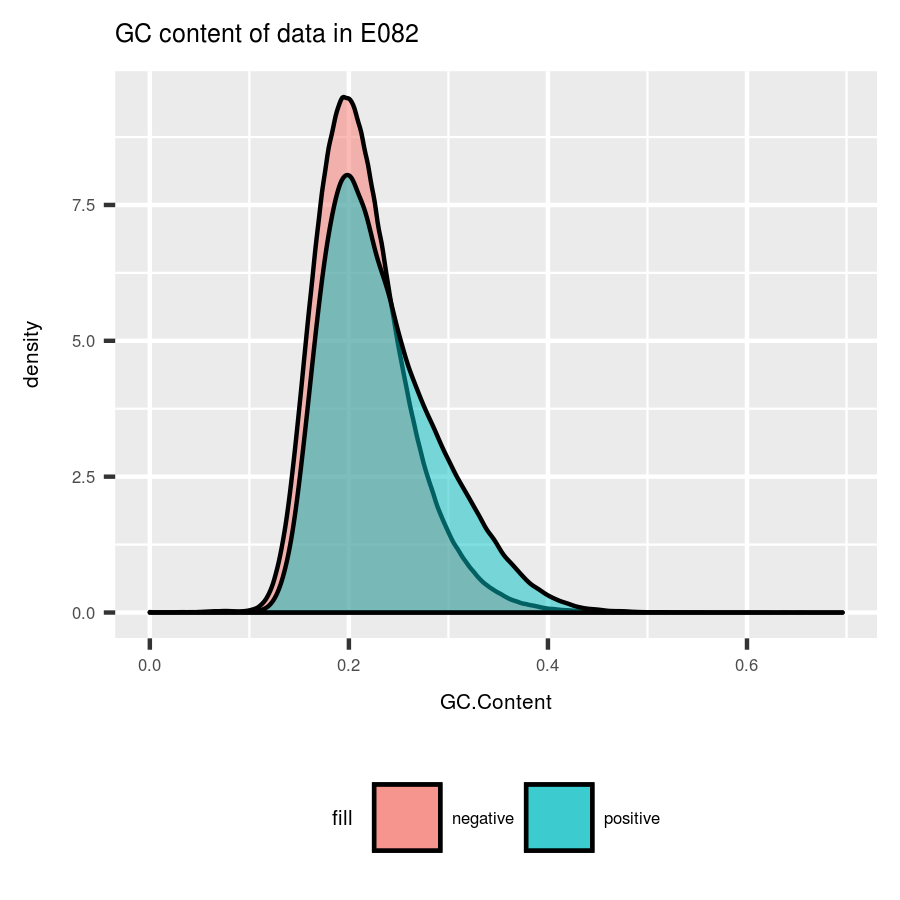 GC content of data in E082
density
7.5
5.0
2.5
0.0
0.0 0.2 0.4 0.6
GC.Content
fill negative positive